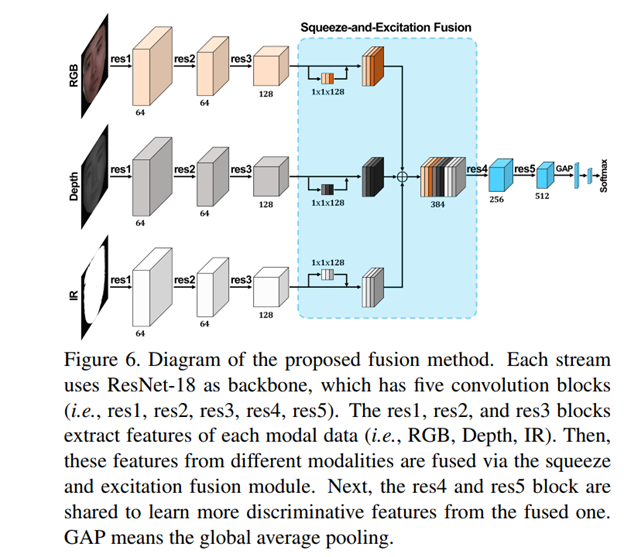 Squeeze-and-Excitation Fusion
RGB
res1
res2
res3
64
64
128
1x1x128
Depth
res1
res2
res3
64
64
128
1x1x128
384
res4
256
res5
512
GAP
Softmax
IR
res1
res2
res3
64
64
128
1x1x128
Figure 6. Diagram of the proposed fusion method. Each stream
uses ResNet-18 as backbone, which has five convolution blocks
(i.e., res1, res2, res3, res4, res5). The res1, res2, and res3 blocks
extract features of each modal data (i.e., RGB, Depth, IR). Then,
these features from different modalities are fused via the squeeze
and excitation fusion module. Next, the res4 and res5 block are
shared to learn more discriminative features from the fused one.
GAP means the global average pooling.